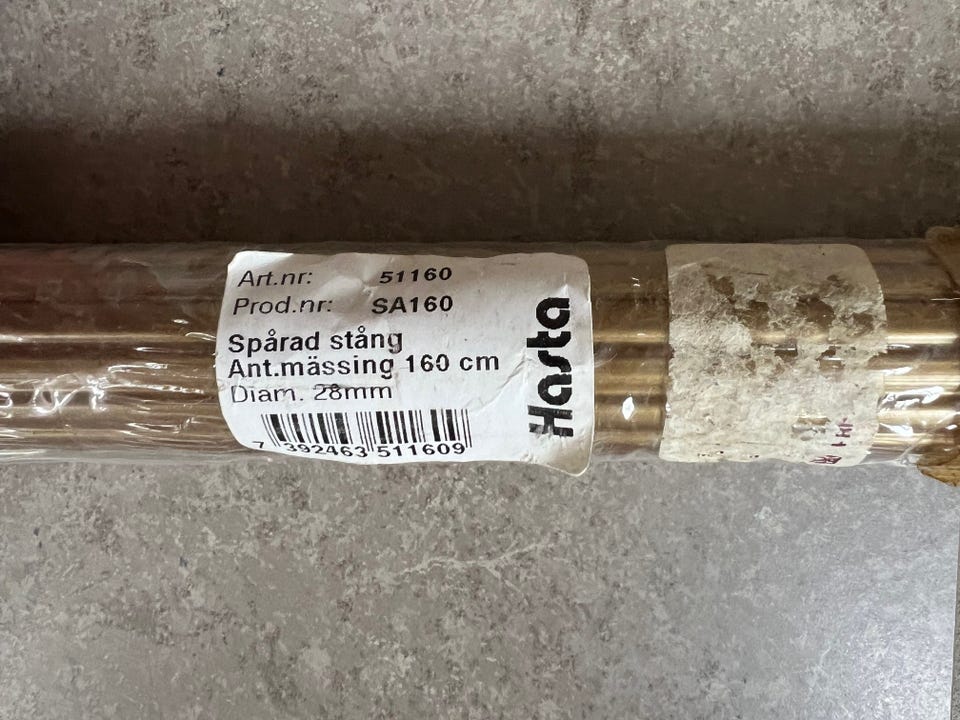 Art.nr: 51160
Prod.nr: SA160
Spårad stång
Ant.mässing 160 cm
Diam. 28mm
7 392463 511609
Hasta